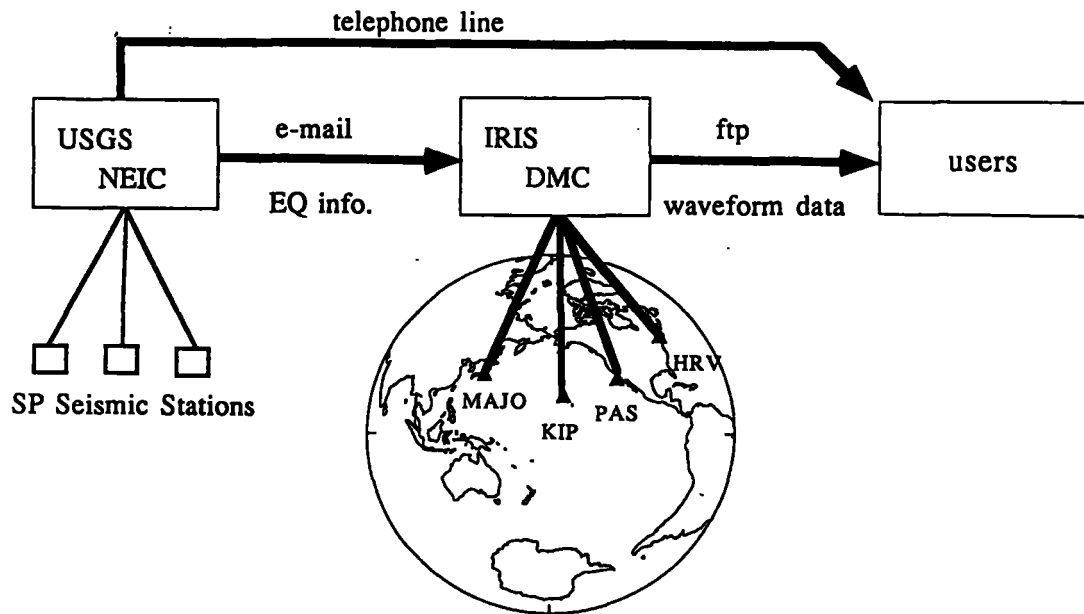 telephone line
USGS
NEIC
e-mail
EQ info.
IRIS
DMC
ftp
waveform data
users
SP Seismic Stations
MAJO
KIP
PAS
HRV